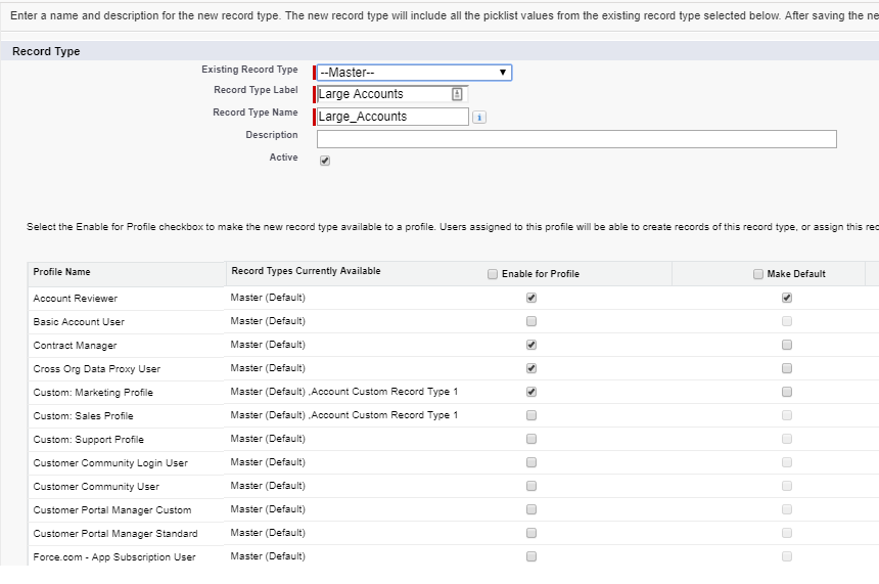 Enter a name and description for the new record type. The new record type will include all the picklist values from the existing record type selected below. After saving the ne
Record Type
Existing Record Type --Master--
Record Type Label Large Accounts
Record Type Name Large_Accounts i
Description
Active
Select the Enable for Profile checkbox to make the new record type available to a profile. Users assigned to this profile will be able to create records of this record type, or assign this rec
Profile Name Record Types Currently Available Enable for Profile Make Default
Account Reviewer Master (Default)
Basic Account User Master (Default)
Contract Manager Master (Default)
Cross Org Data Proxy User Master (Default)
Custom: Marketing Profile Master (Default) ,Account Custom Record Type 1
Custom: Sales Profile Master (Default) ,Account Custom Record Type 1
Custom: Support Profile Master (Default)
Customer Community Login User Master (Default)
Customer Community User Master (Default)
Customer Portal Manager Custom Master (Default)
Customer Portal Manager Standard Master (Default)
Force.com - App Subscription User Master (Default)